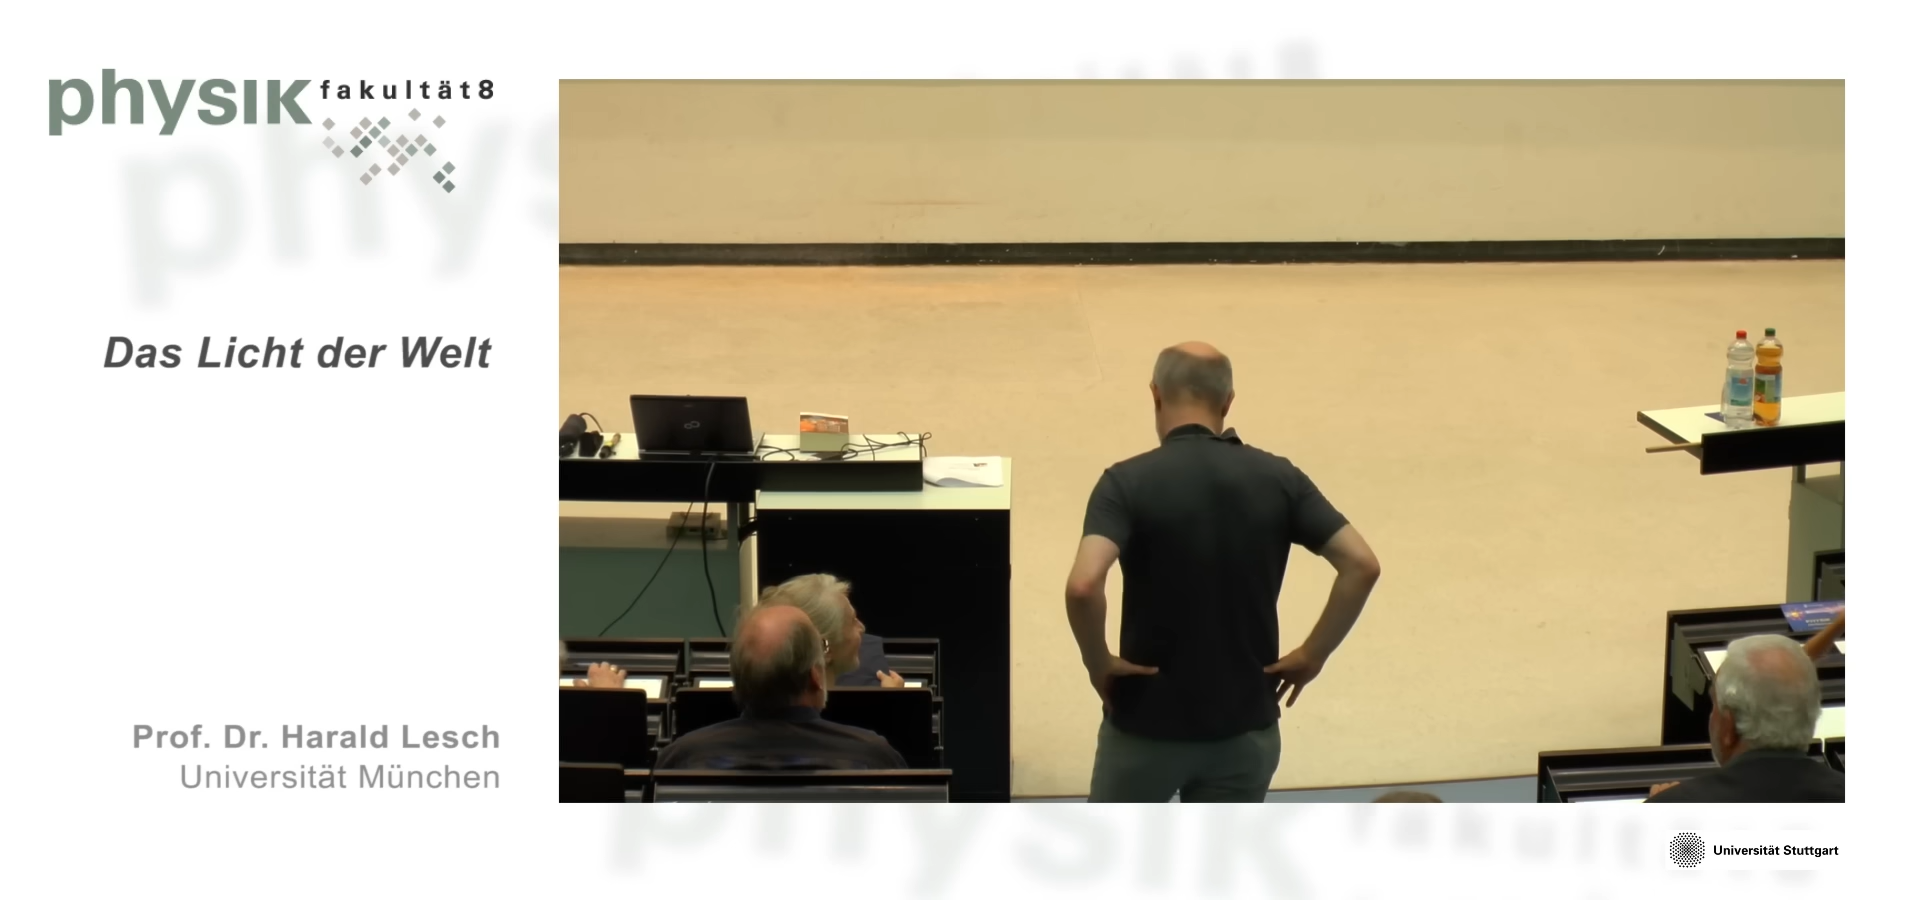 physik fakultät8
Das Licht der Welt
Prof. Dr. Harald Lesch
Universität München
Universität Stuttgart